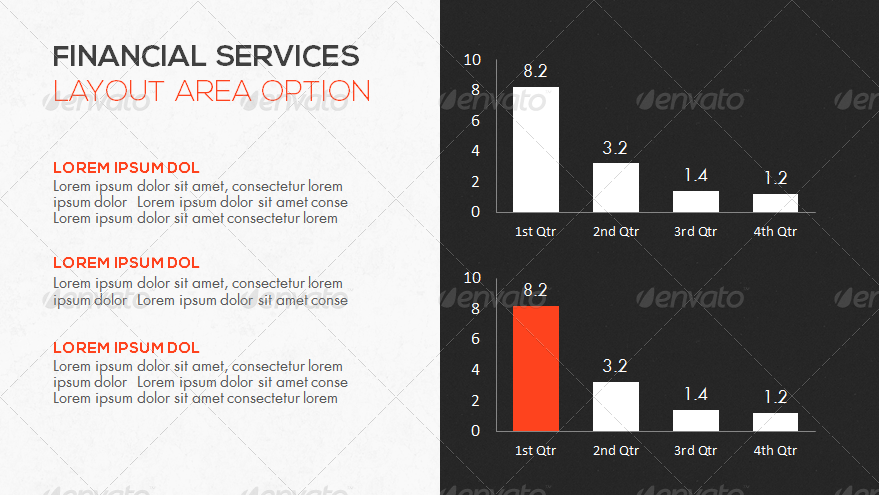 FINANCIAL SERVICES
LAYOUT AREA OPTION
LOREM IPSUM DOL
Lorem ipsum dolor sit amet, consectetur lorem
ipsum dolor Lorem ipsum dolor sit amet conse
Lorem ipsum dolor sit amet consectetur lorem
LOREM IPSUM DOL
Lorem ipsum dolor sit amet, consectetur lorem
ipsum dolor Lorem ipsum dolor sit amet conse
LOREM IPSUM DOL
Lorem ipsum dolor sit amet, consectetur lorem
ipsum dolor Lorem ipsum dolor sit amet conse
Lorem ipsum dolor sit amet consectetur lorem
10
8
6
4
2
0
8.2
3.2
1.4
1.2
1st Qtr
2nd Qtr
3rd Qtr
4th Qtr
10
8
6
4
2
0
8.2
3.2
1.4
1.2
1st Qtr
2nd Qtr
3rd Qtr
4th Qtr
envato
envato
envato
envato
envato
envato
envato
envato
envato
envato